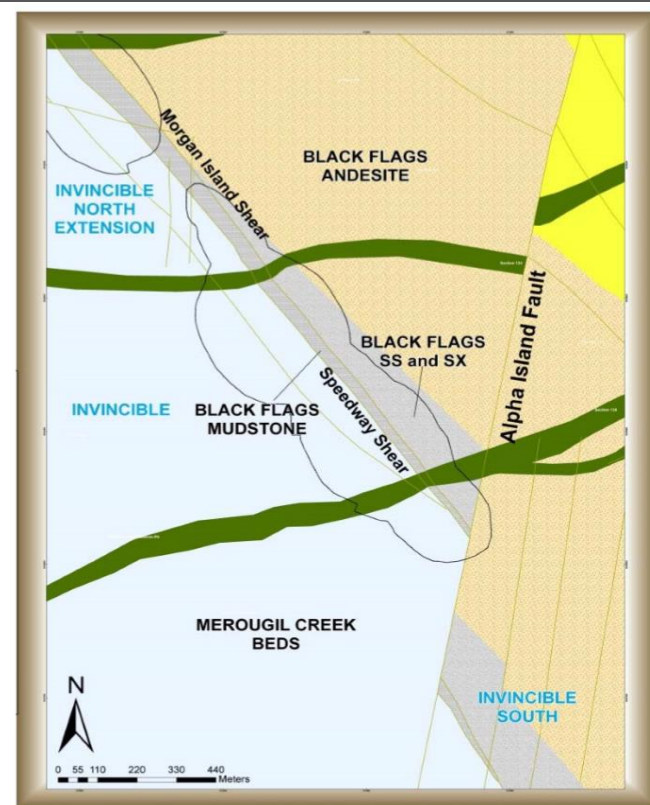 Morgan Island Shear
BLACK FLAGS
ANDESITE
INVINCIBLE
NORTH
EXTENSION
Alpha Island Fault
BLACK FLAGS
SS and SX
INVINCIBLE
BLACK FLAGS
MUDSTONE
Speedway Shear
MEROUGIL CREEK
BEDS
INVINCIBLE
SOUTH
N
0 55 110 220 330 440
Meters